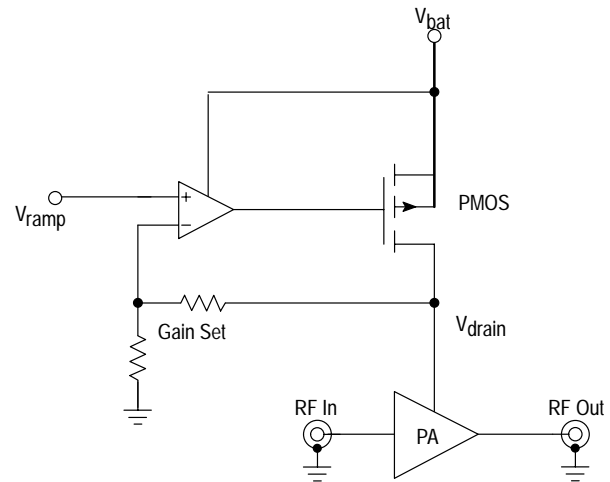 Vbat
+
Vramp
−
PMOS
Gain Set
Vdrain
RF In
RF Out
PA